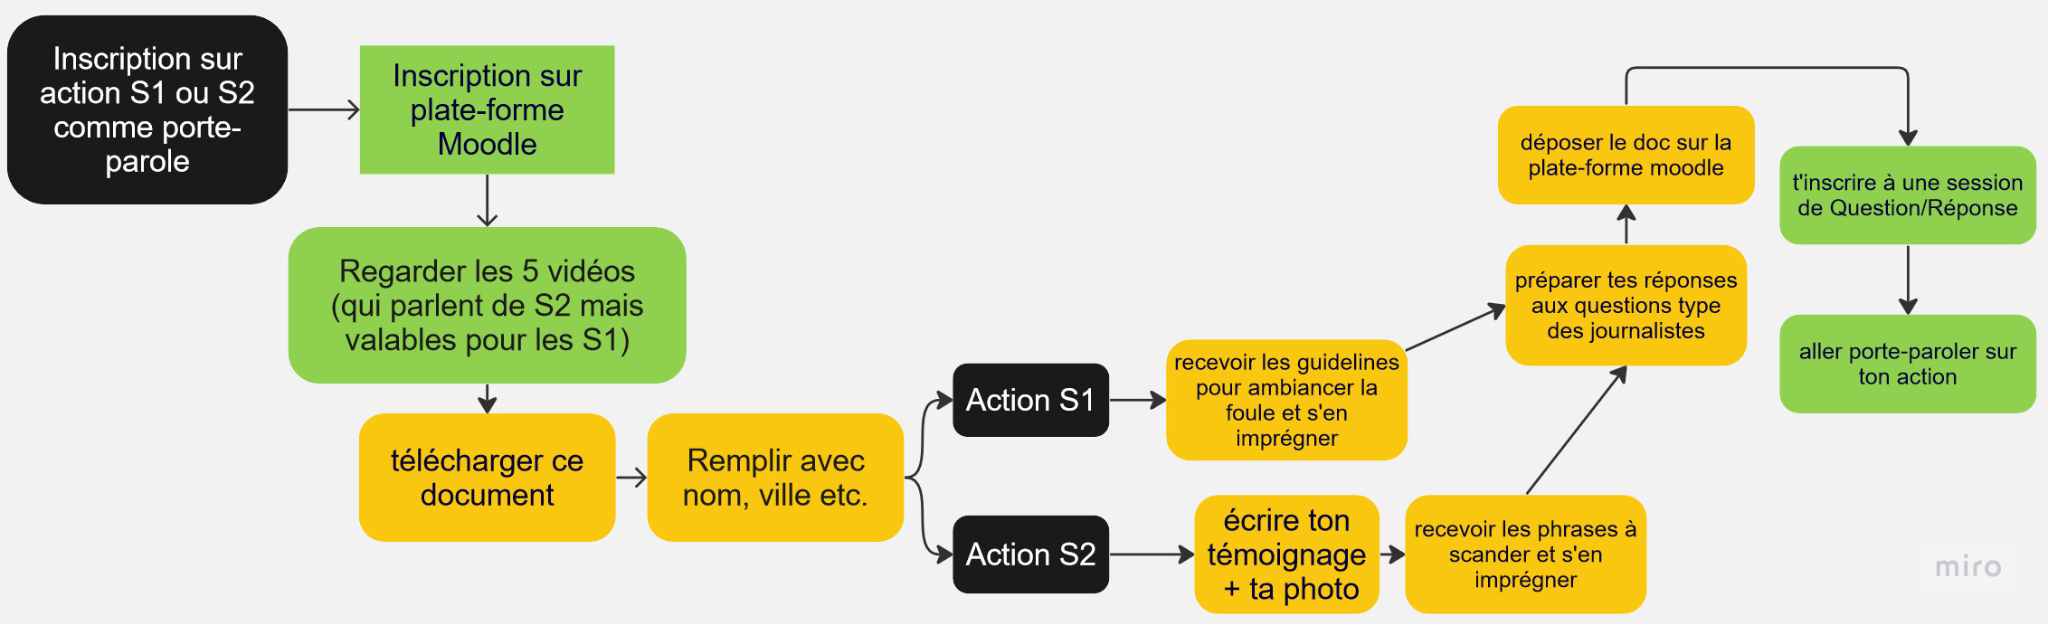 Inscription sur
action S1 ou S2
comme porte-
parole
Inscription sur
plate-forme
Moodle
Regarder les 5 vidéos
(qui parlent de S2 mais
valables pour les S1)
télécharger ce
document
Remplir avec
nom, ville etc.
Action S1
recevoir les guidelines
pour ambiancer la
foule et s'en
imprégner
Action S2
écrire ton
témoignage
+ ta photo
recevoir les phrases à
scander et s'en
imprégner
préparer tes réponses
aux questions type
des journalistes
déposer le doc sur la
plate-forme moodle
t'inscrire à une session
de Question/Réponse
aller porte-paroler sur
ton action
miro